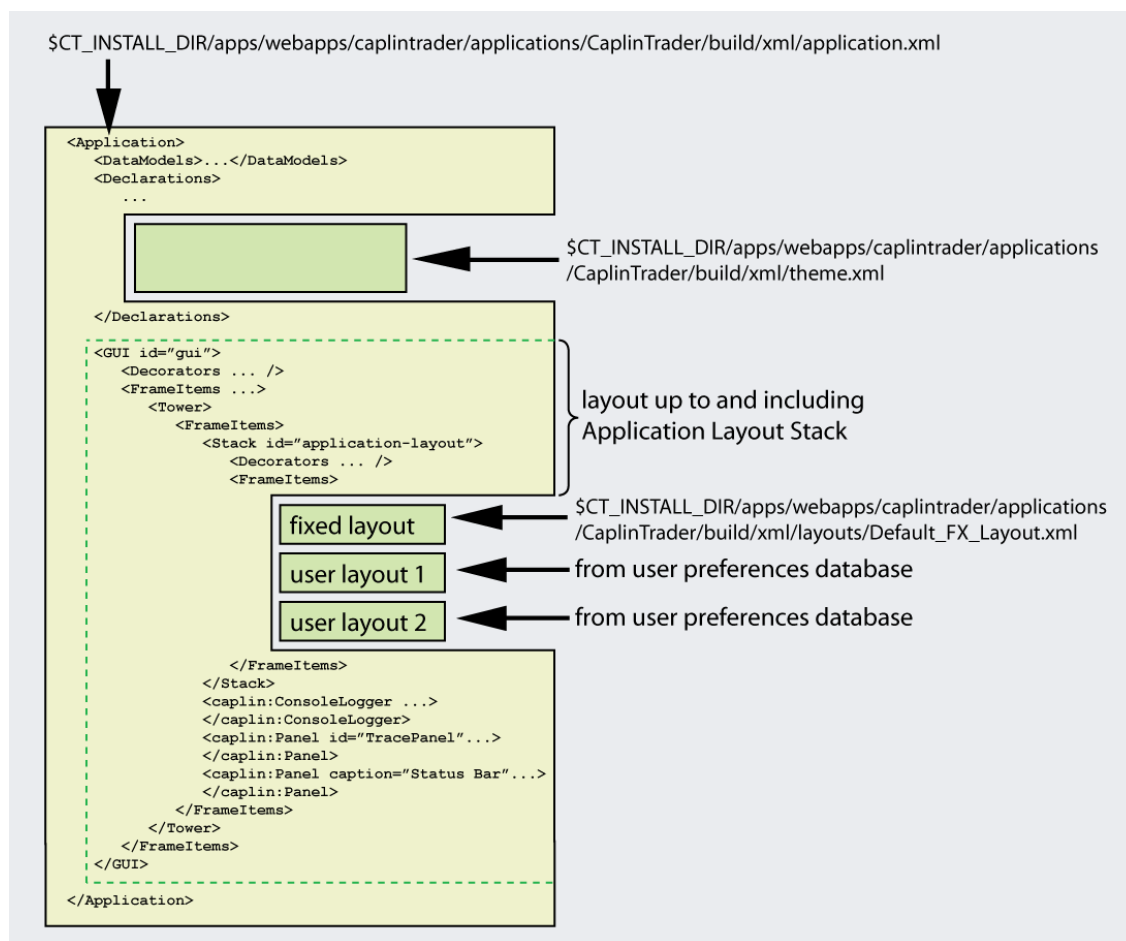 $CT_INSTALL_DIR/apps/webapps/caplintrader/applications/CaplinTrader/build/xml/application.xml
<Application>
<DataModels>...</DataModels>
<Declarations>
...
$CT_INSTALL_DIR/apps/webapps/caplintrader/applications
/CaplinTrader/build/xml/theme.xml
</Declarations>
<GUI id=”gui”>
<Decorators ... />
<FrameItems ...>
<Tower>
<FrameItems>
<Stack id=”application-layout”>
<Decorators ... />
<FrameItems>
layout up to and including
Application Layout Stack
fixed layout
$CT_INSTALL_DIR/apps/webapps/caplintrader/applications
/CaplinTrader/build/xml/layouts/Default_FX_Layout.xml
user layout 1
from user preferences database
user layout 2
from user preferences database
</FrameItems>
</Stack>
<caplin:ConsoleLogger ...>
</caplin:ConsoleLogger>
<caplin:Panel id=”TracePanel”...>
</caplin:Panel>
<caplin:Panel caption=”Status Bar”...>
</caplin:Panel>
</FrameItems>
</Tower>
</FrameItems>
</GUI>
</Application>